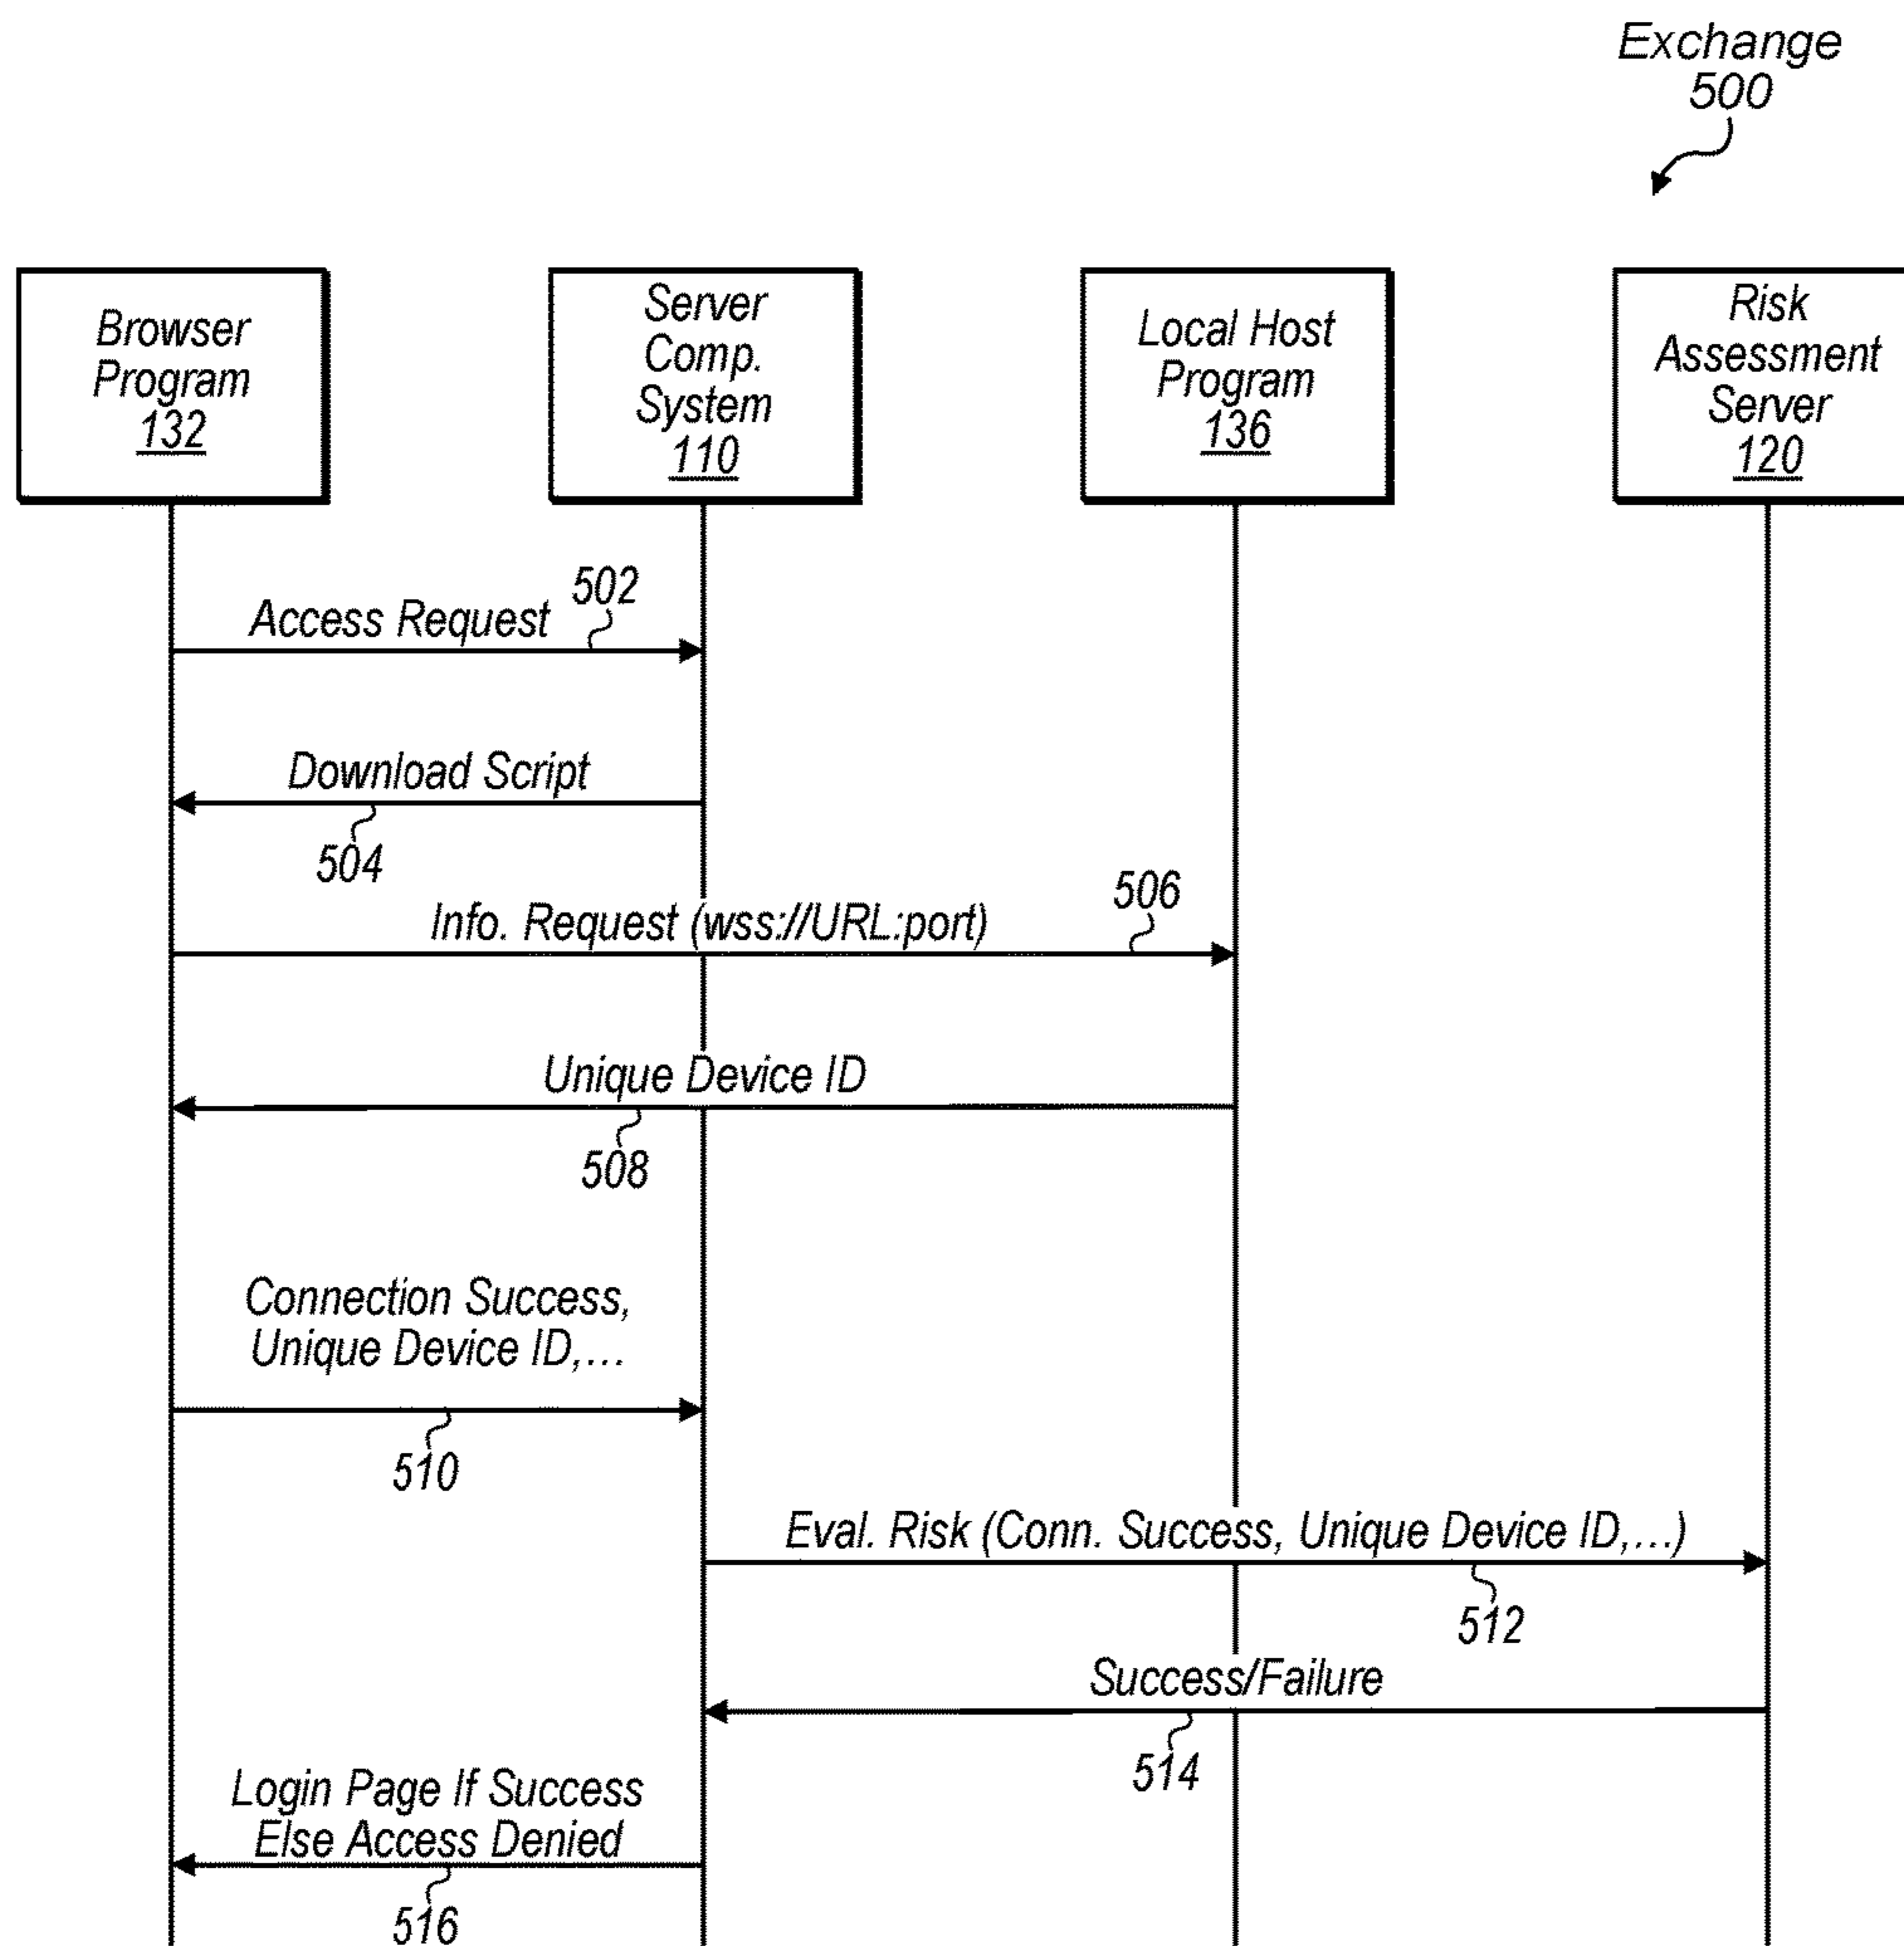 Exchange
500
Browser
Program
132
Server
Comp.
System
110
Local Host
Program
136
Risk
Assessment
Server
120
Access Request
502
Download Script
504
Info. Request (wss://URL:port)
506
Unique Device ID
508
Connection Success,
Unique Device ID,...
510
Eval. Risk (Conn. Success, Unique Device ID,...)
512
Success/Failure
514
Login Page If Success
Else Access Denied
516